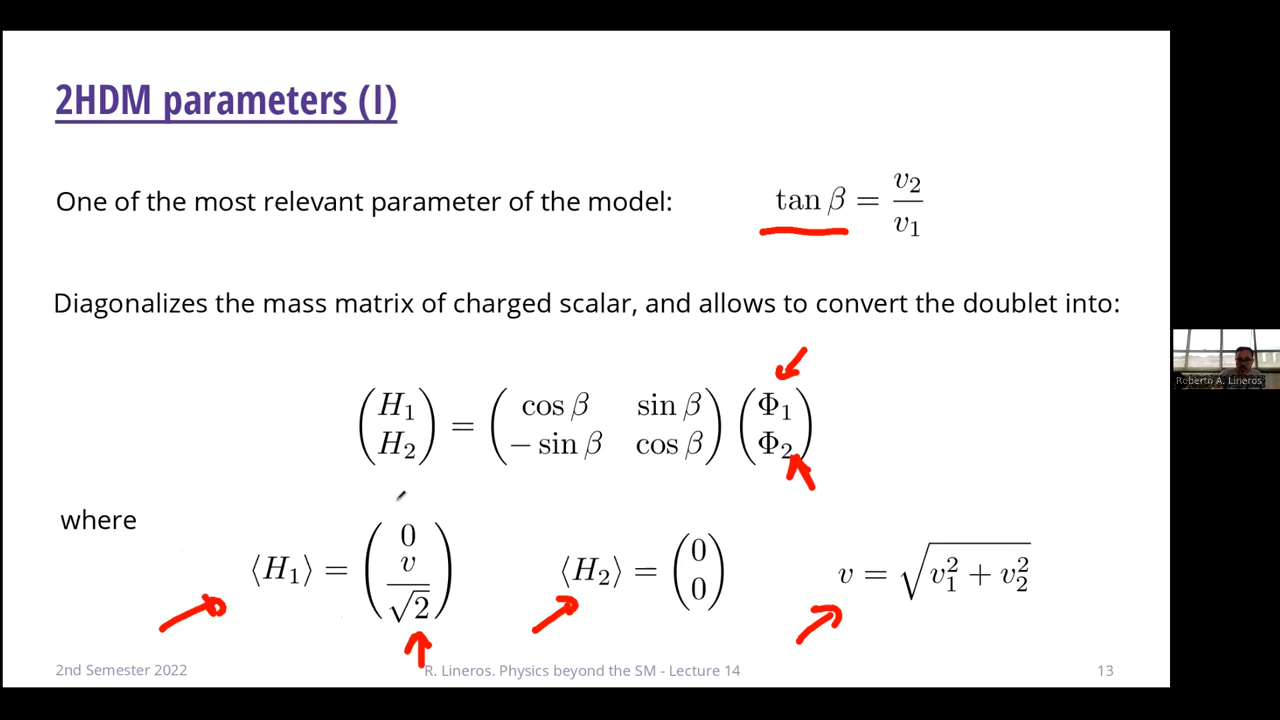 2HDM parameters (I)
One of the most relevant parameter of the model: tan β = v₂/v₁
Diagonalizes the mass matrix of charged scalar, and allows to convert the doublet into:
(H₁ H₂) = (cos β sin β − sin β cos β) (Φ₁ Φ₂)
where
⟨H₁⟩ = (0 v/√2) ⟨H₂⟩ = (0 0) v = √(v₁² + v₂²)
2nd Semester 2022 R. Lineros. Physics beyond the SM - Lecture 14 13
Roberto A. Lineros